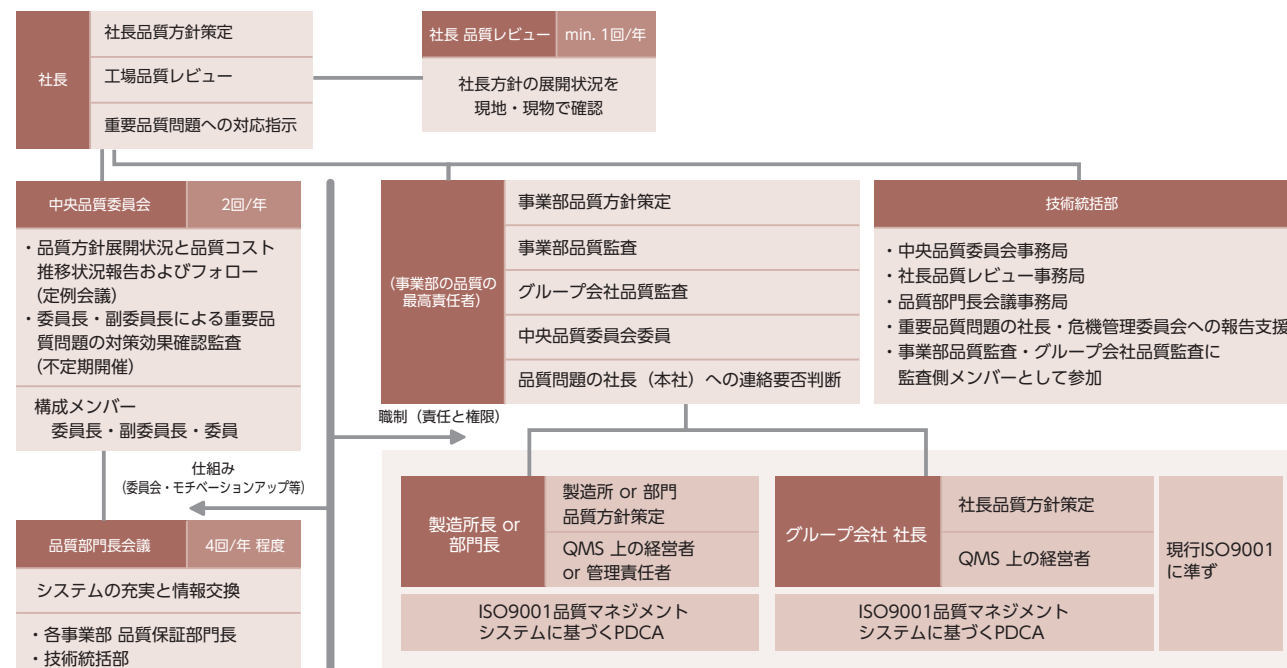 社長
社長品質方針策定
工場品質レビュー
重要品質問題への対応指示
社長 品質レビュー
min. 1回/年
社長方針の展開状況を
現地・現物で確認
中央品質委員会
2回/年
・品質方針展開状況と品質コスト
推移状況報告およびフォロー
(定例会議)
・委員長・副委員長による重要品
質問題の対策効果確認監査
(不定期開催)
構成メンバー
委員長・副委員長・委員
(事業部の品質の
最高責任者)
事業部品質方針策定
事業部品質監査
グループ会社品質監査
中央品質委員会委員
品質問題の社長（本社）への連絡要否判断
技術統括部
・中央品質委員会事務局
・社長品質レビュー事務局
・品質部門長会議事務局
・重要品質問題の社長・危機管理委員会への報告支援
・事業部品質監査・グループ会社品質監査に
監査側メンバーとして参加
職制（責任と権限）
仕組み
（委員会・モチベーションアップ等）
品質部門長会議
4回/年 程度
システムの充実と情報交換
・各事業部 品質保証部門長
・技術統括部
製造所長 or
部門長
製造所 or 部門
品質方針策定
QMS 上の経営者
or 管理責任者
ISO9001品質マネジメント
システムに基づくPDCA
グループ会社 社長
社長品質方針策定
QMS 上の経営者
ISO9001品質マネジメント
システムに基づくPDCA
現行ISO9001
に準ず